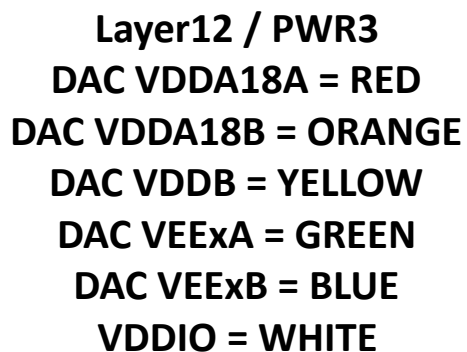 Layer12 / PWR3
DAC VDDA18A = RED
DAC VDDA18B = ORANGE
DAC VDDB = YELLOW
DAC VEExA = GREEN
DAC VEExB = BLUE
VDDIO = WHITE